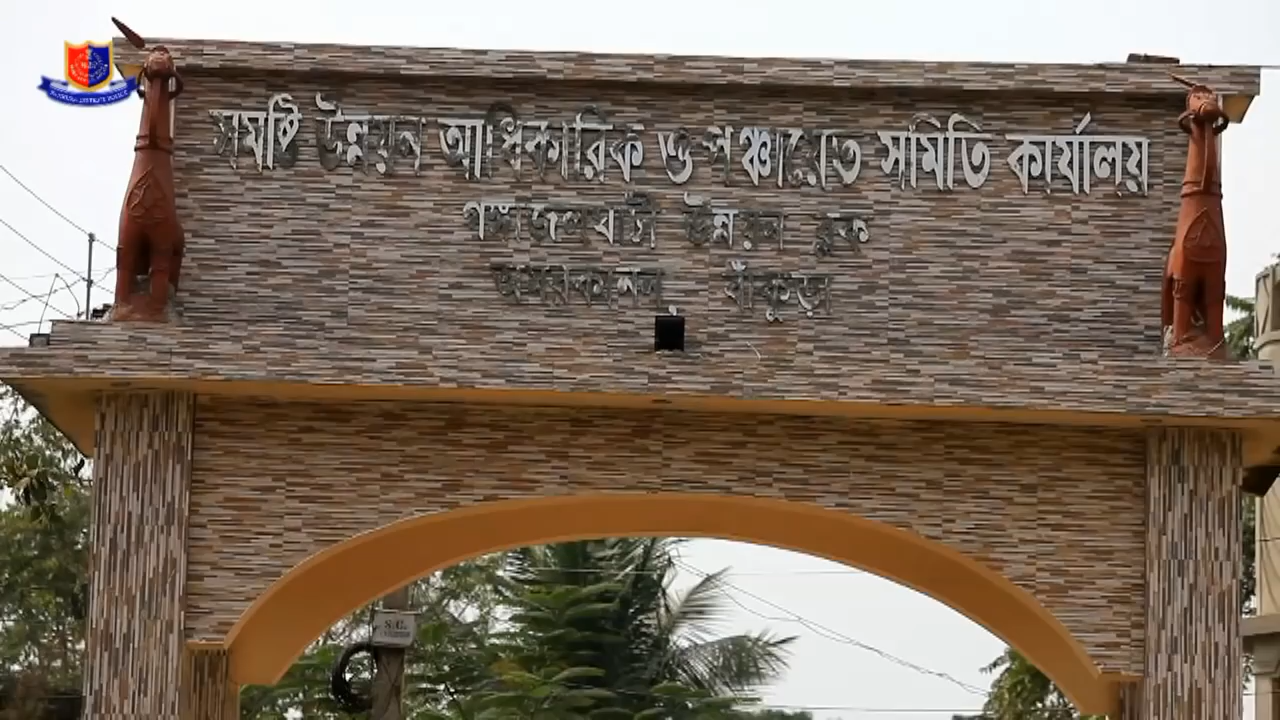 সমষ্টি উন্নয়ন আধিকারিক ও পঞ্চায়েত সমিতি কার্যালয়
গঙ্গাজলঘাটী উন্নয়ন ব্লক
অমরকানন, বাঁকুড়া
S.C.